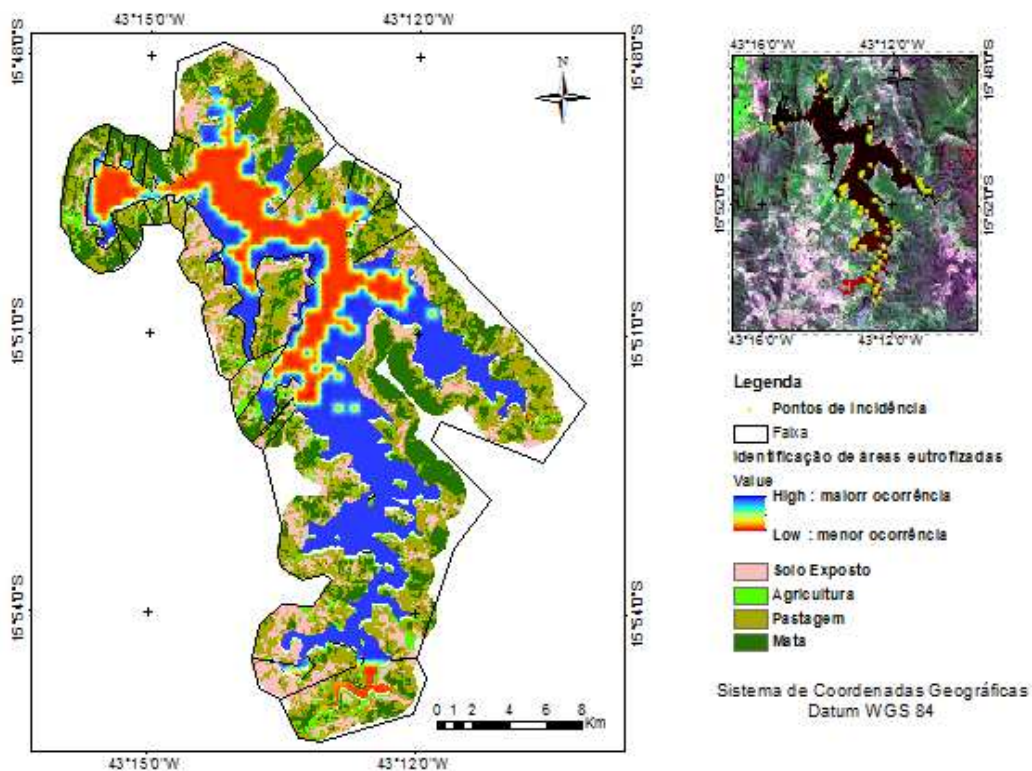 43°15'0"W 43°12'0"W
15°48'0"S
15°48'0"S
N
15°51'0"S
15°51'0"S
15°54'0"S
15°54'0"S
0 1 2 4 6 8
Km
43°15'0"W 43°12'0"W
43°16'0"W 43°12'0"W
15°48'0"S
15°52'0"S
15°52'0"S
43°16'0"W 43°12'0"W
Legenda
Pontos de Incidência
Faixa
Identificação de áreas eutrofizadas
Value
High : maiorr ocorrência
Low : menor ocorrência
Solo Exposto
Agricultura
Pastagem
Mata
Sistema de Coordenadas Geográficas
Datum WGS 84